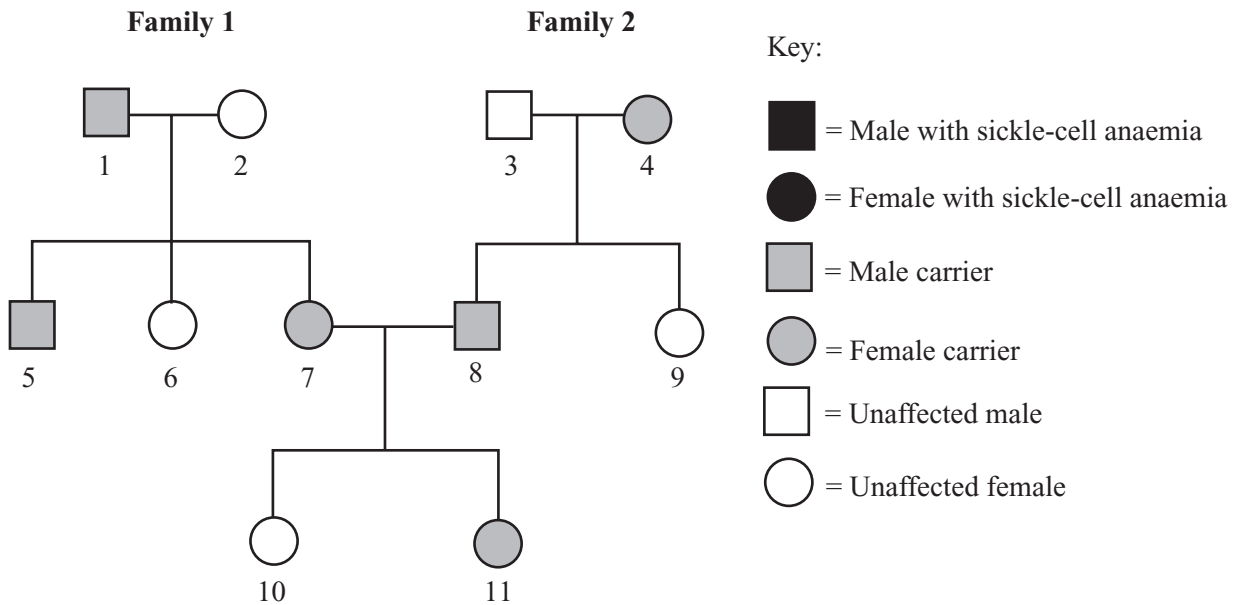 Family 1
Family 2
Key:
1
2
3
4
= Male with sickle-cell anaemia
= Female with sickle-cell anaemia
= Male carrier
5
6
7
8
9
= Female carrier
= Unaffected male
= Unaffected female
10
11